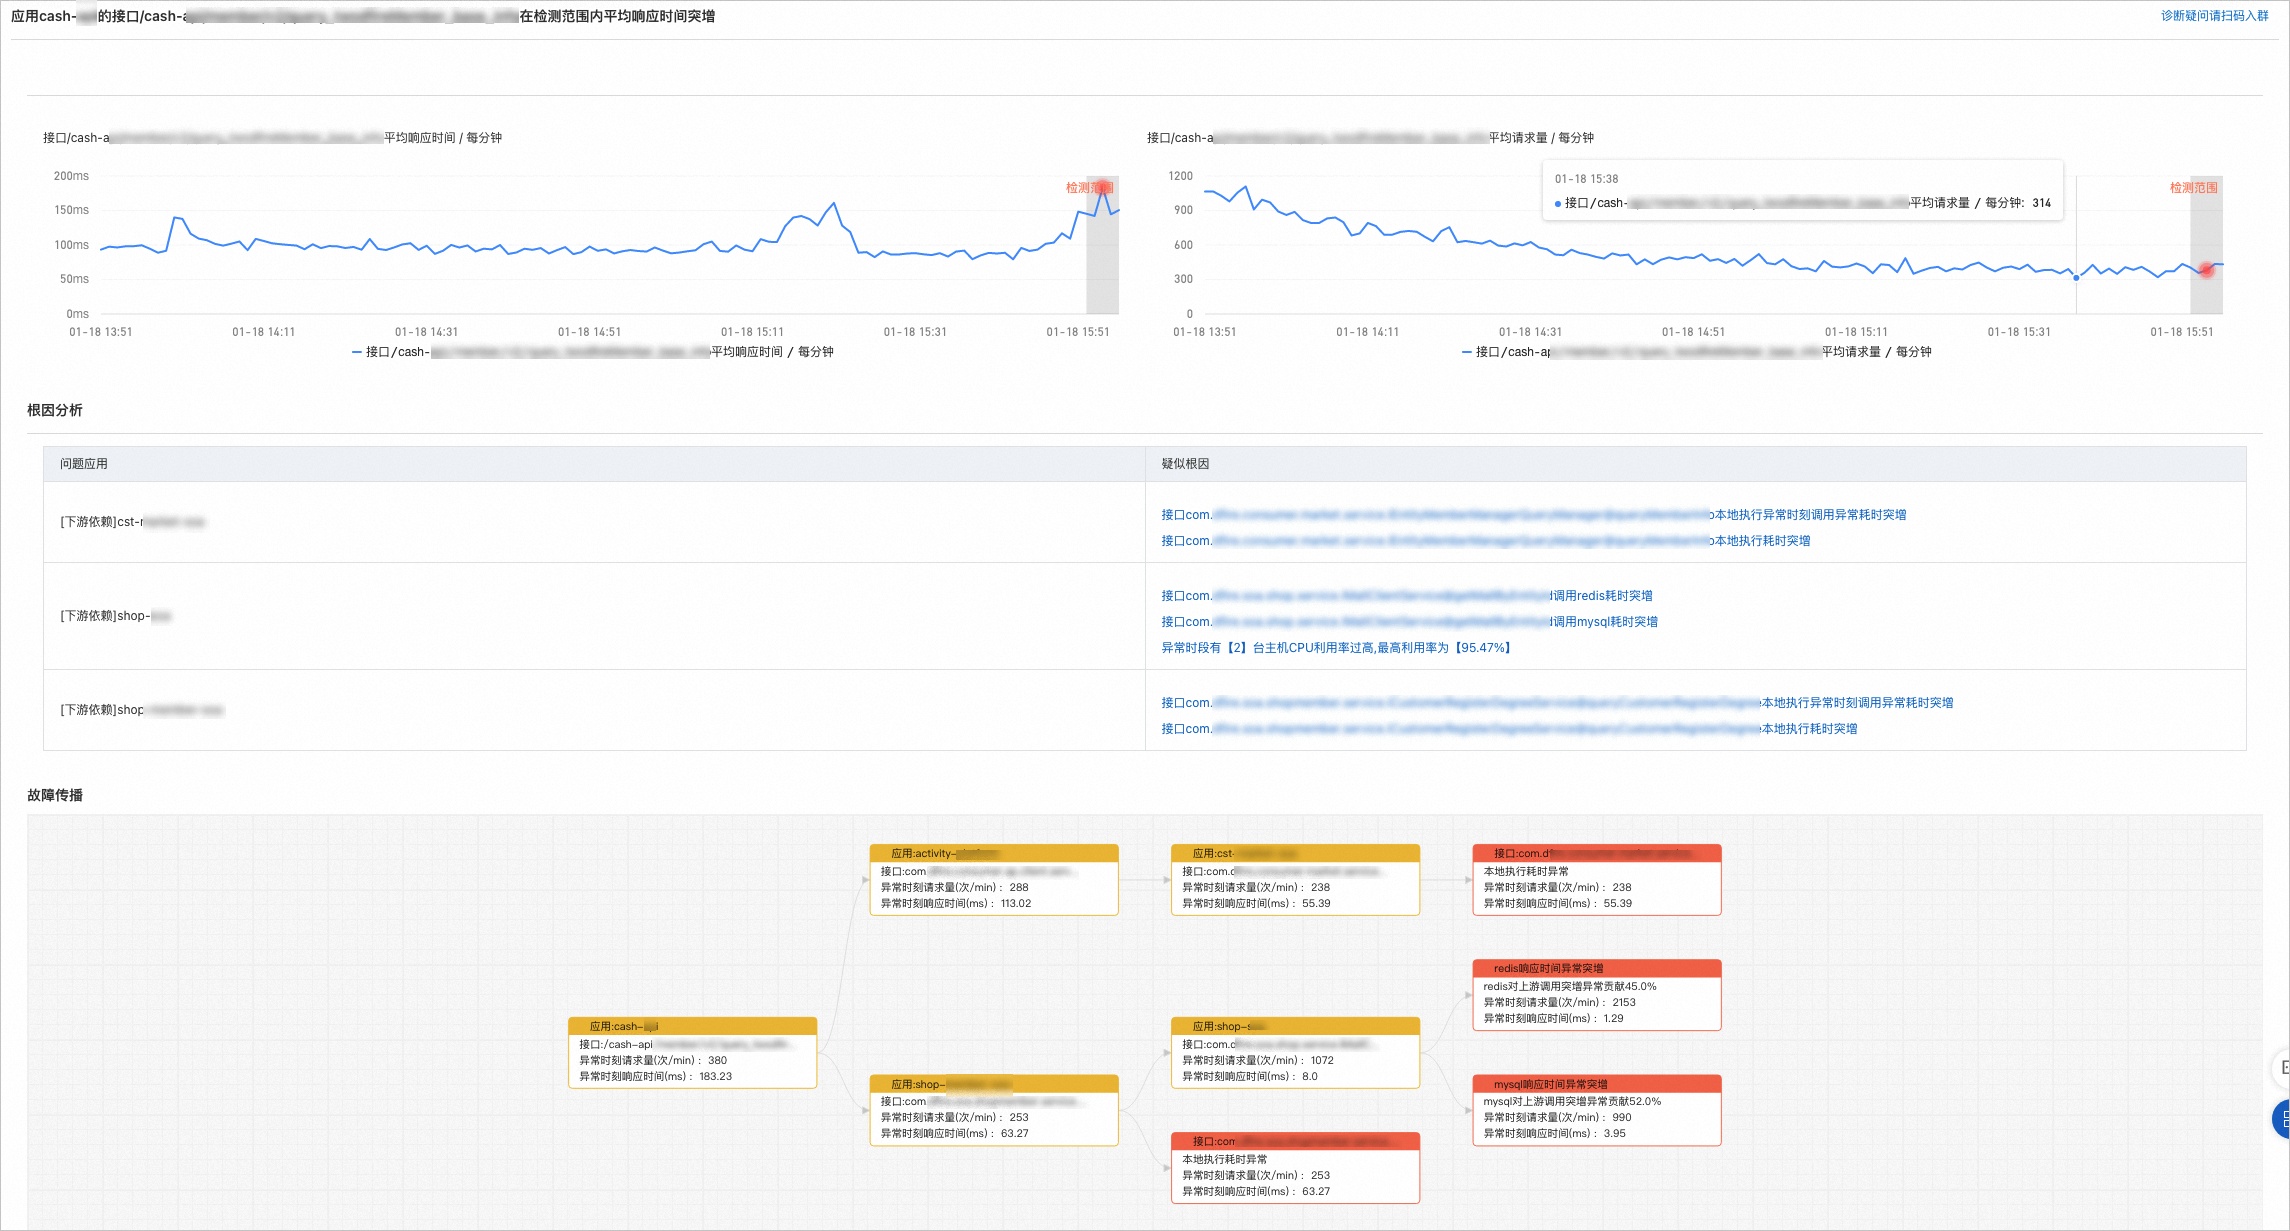 应用cash-的接口/cash-a在检测范围内平均响应时间突增
诊断疑问请扫码入群
接口/cash-a平均响应时间 / 每分钟
200ms
150ms
100ms
50ms
0ms
检测范围
01-18 13:51
01-18 14:11
01-18 14:31
01-18 14:51
01-18 15:11
01-18 15:31
01-18 15:51
接口/cash-平均响应时间 / 每分钟
接口/cash-a平均请求量 / 每分钟
1200
900
600
300
0
01-18 15:38
接口/cash-平均请求量 / 每分钟: 314
检测范围
01-18 13:51
01-18 14:11
01-18 14:31
01-18 14:51
01-18 15:11
01-18 15:31
01-18 15:51
接口/cash-ap平均请求量 / 每分钟
根因分析
问题应用
疑似根因
[下游依赖]cst-
接口com.本地执行异常时刻调用异常耗时突增
接口com.本地执行耗时突增
[下游依赖]shop-
接口com.调用redis耗时突增
接口com.调用mysql耗时突增
异常时段有【2】台主机CPU利用率过高,最高利用率为【95.47%】
[下游依赖]shop
接口com.本地执行异常时刻调用异常耗时突增
接口com.本地执行耗时突增
故障传播
应用:activity-
接口:com
异常时刻请求量(次/min) : 288
异常时刻响应时间(ms) : 113.02
应用:cst-
接口:com.
异常时刻请求量(次/min) : 238
异常时刻响应时间(ms) : 55.39
接口:com.d
本地执行耗时异常
异常时刻请求量(次/min) : 238
异常时刻响应时间(ms) : 55.39
redis响应时间异常突增
redis对上游调用突增异常贡献45.0%
异常时刻请求量(次/min) : 2153
异常时刻响应时间(ms) : 1.29
应用:cash-
接口:/cash-api
异常时刻请求量(次/min) : 380
异常时刻响应时间(ms) : 183.23
应用:shop-s
接口:com.
异常时刻请求量(次/min) : 1072
异常时刻响应时间(ms) : 8.0
应用:shop-
接口:com
异常时刻请求量(次/min) : 253
异常时刻响应时间(ms) : 63.27
mysql响应时间异常突增
mysql对上游调用突增异常贡献52.0%
异常时刻请求量(次/min) : 990
异常时刻响应时间(ms) : 3.95
接口:com
本地执行耗时异常
异常时刻请求量(次/min) : 253
异常时刻响应时间(ms) : 63.27